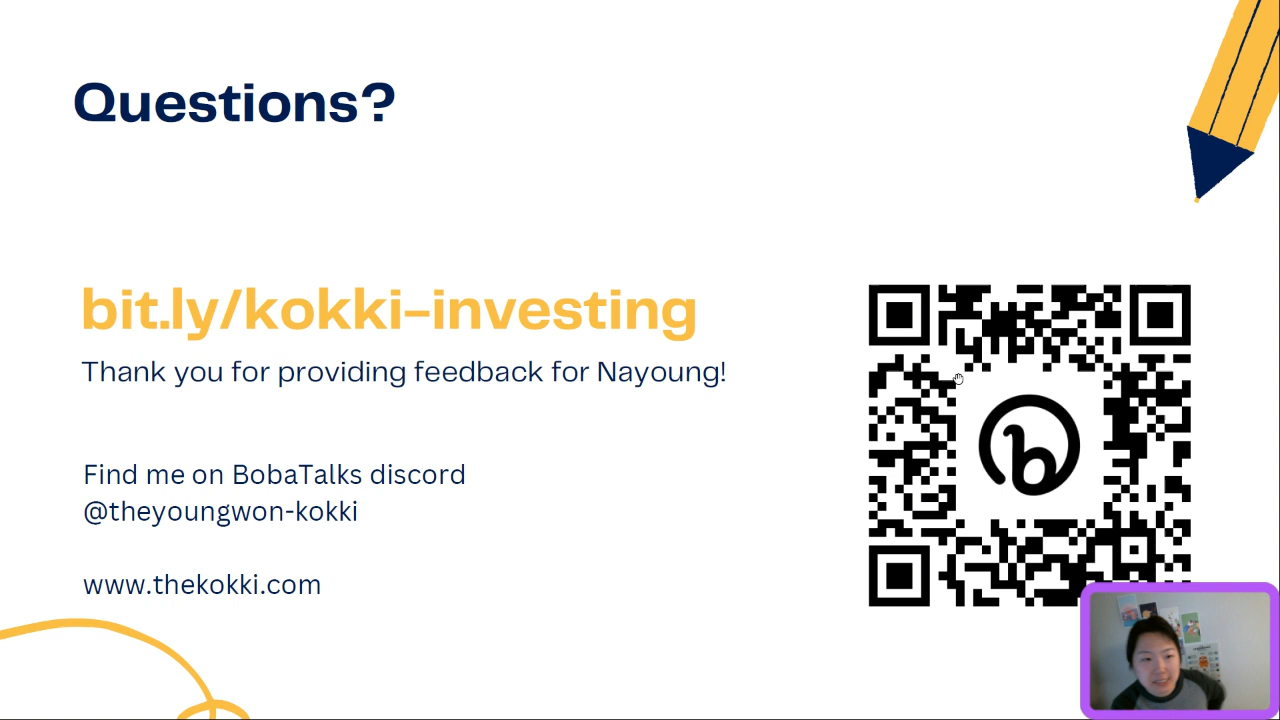 Questions?
bit.ly/kokki-investing
Thank you for providing feedback for Nayoung!
Find me on BobaTalks discord
@theyoungwon-kokki
www.thekokki.com